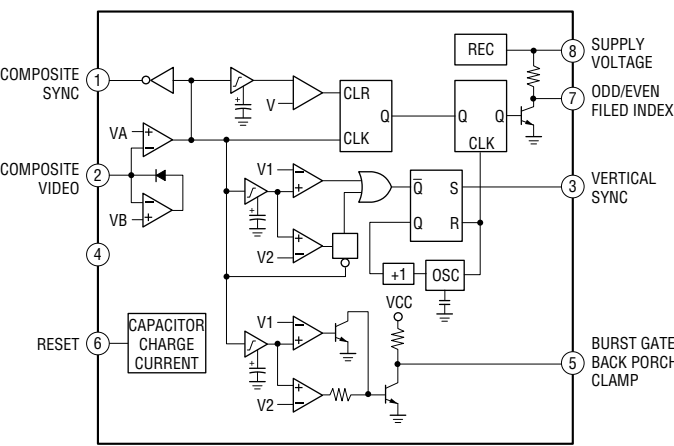 COMPOSITE
SYNC
1
VA
COMPOSITE
VIDEO
2
VB
4
RESET
6
CAPACITOR
CHARGE
CURRENT
V
CLR
Q
CLK
REC
Q
Q
CLK
8
SUPPLY
VOLTAGE
7
ODD/EVEN
FILED INDEX
V1
V2
Q
S
Q
R
+1
OSC
3
VERTICAL
SYNC
V1
V2
VCC
5
BURST GATE
BACK PORCH
CLAMP